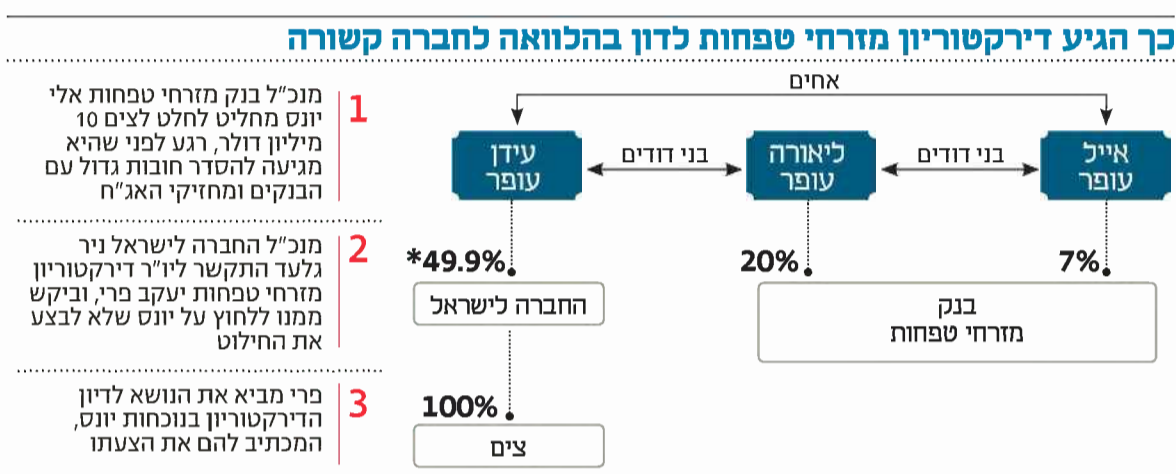 כך הגיע דירקטוריון מזרחי טפחות לדון בהלוואה לחברה קשורה
אחים
אייל
עופר
בני דודים
ליאורה
עופר
בני דודים
עידן
עופר
7%
20%
*49.9%
בנק
מזרחי טפחות
החברה לישראל
100%
צים
1
מנכ"ל בנק מזרחי טפחות אלי
יונס מחליט לחלט לצים 10
מיליון דולר, רגע לפני שהיא
מגיעה להסדר חובות גדול עם
הבנקים ומחזיקי האג"ח
2
מנכ"ל החברה לישראל ניר
גלעד התקשר ליו"ר דירקטוריון
מזרחי טפחות יעקב פרי, וביקש
ממנו ללחוץ על יונס שלא לבצע
את החילוט
3
פרי מביא את הנושא לדיון
הדירקטוריון בנוכחות יונס,
המכתיב להם את הצעתו